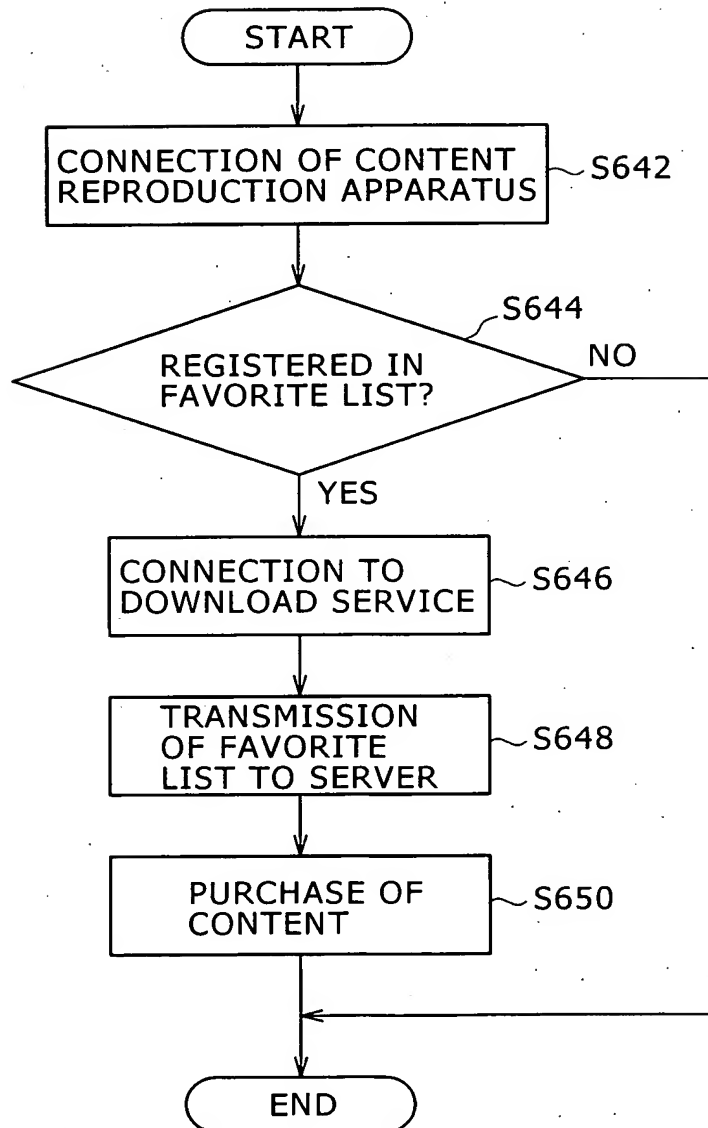 START
CONNECTION OF CONTENT
REPRODUCTION APPARATUS
S642
S644
REGISTERED IN
FAVORITE LIST?
NO
YES
CONNECTION TO
DOWNLOAD SERVICE
S646
TRANSMISSION
OF FAVORITE
LIST TO SERVER
S648
PURCHASE OF
CONTENT
S650
END